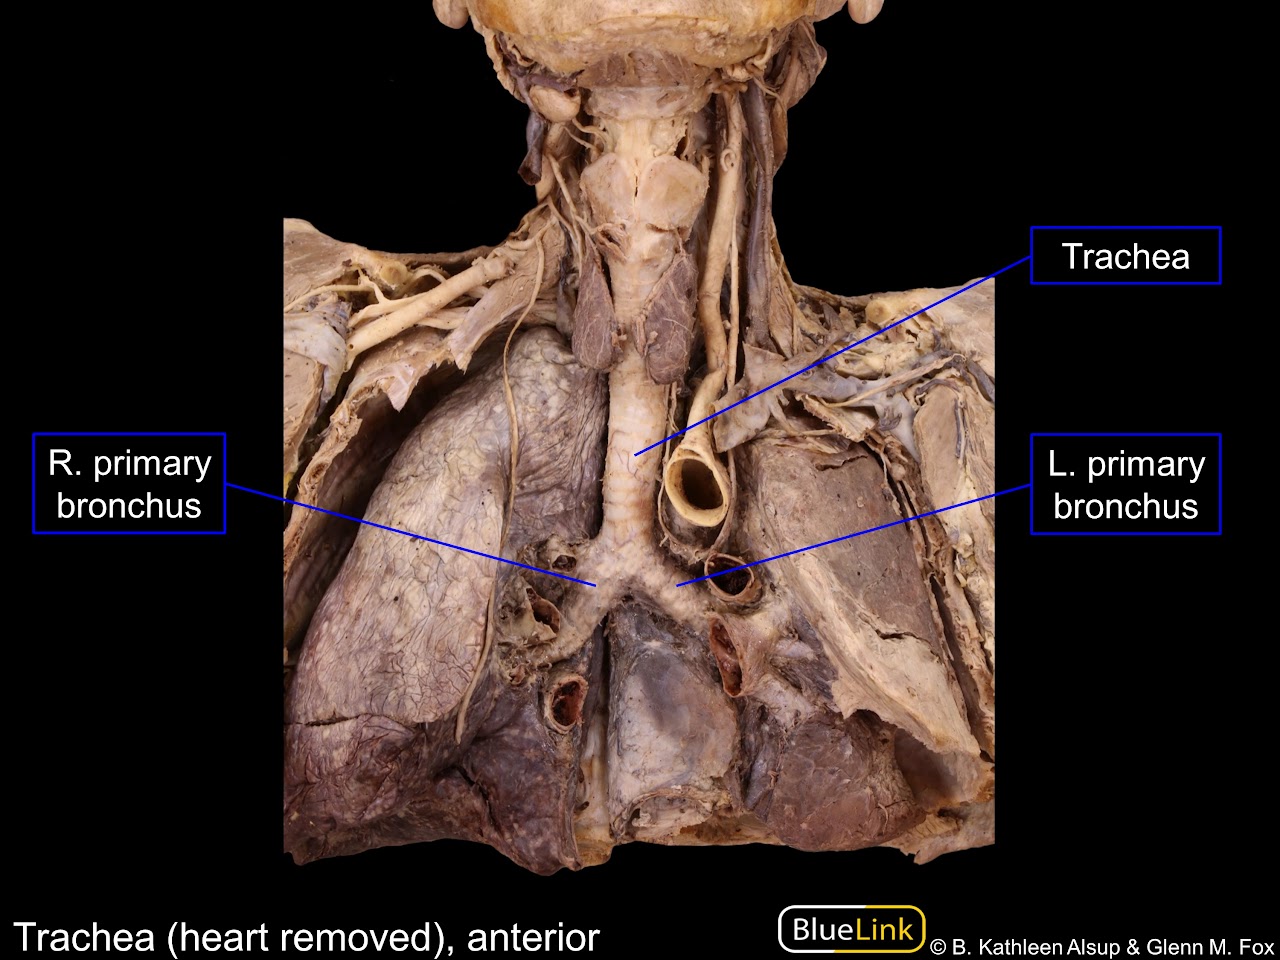 Trachea
R. primary
bronchus
L. primary
bronchus
Trachea (heart removed), anterior
BlueLink
© B. Kathleen Alsup & Glenn M. Fox